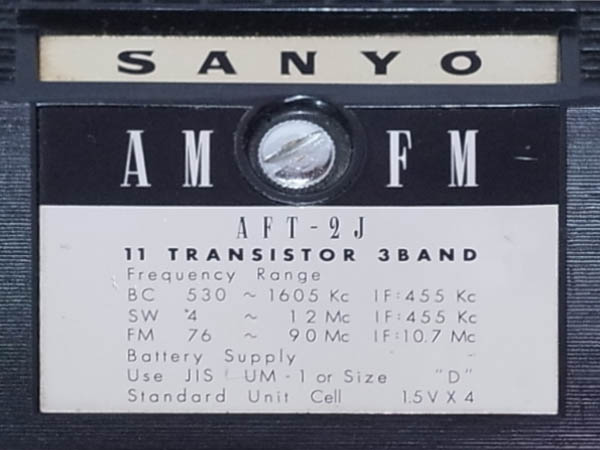 SANYO
AM FM
AFT-2J
11 TRANSISTOR 3BAND
Frequency Range
BC 530 ~ 1605 Kc IF:455 Kc
SW 4 ~ 12 Mc IF:455 Kc
FM 76 ~ 90 Mc IF:10.7 Mc
Battery Supply
Use JIS UM-1 or Size "D"
Standard Unit Cell 1.5V X 4